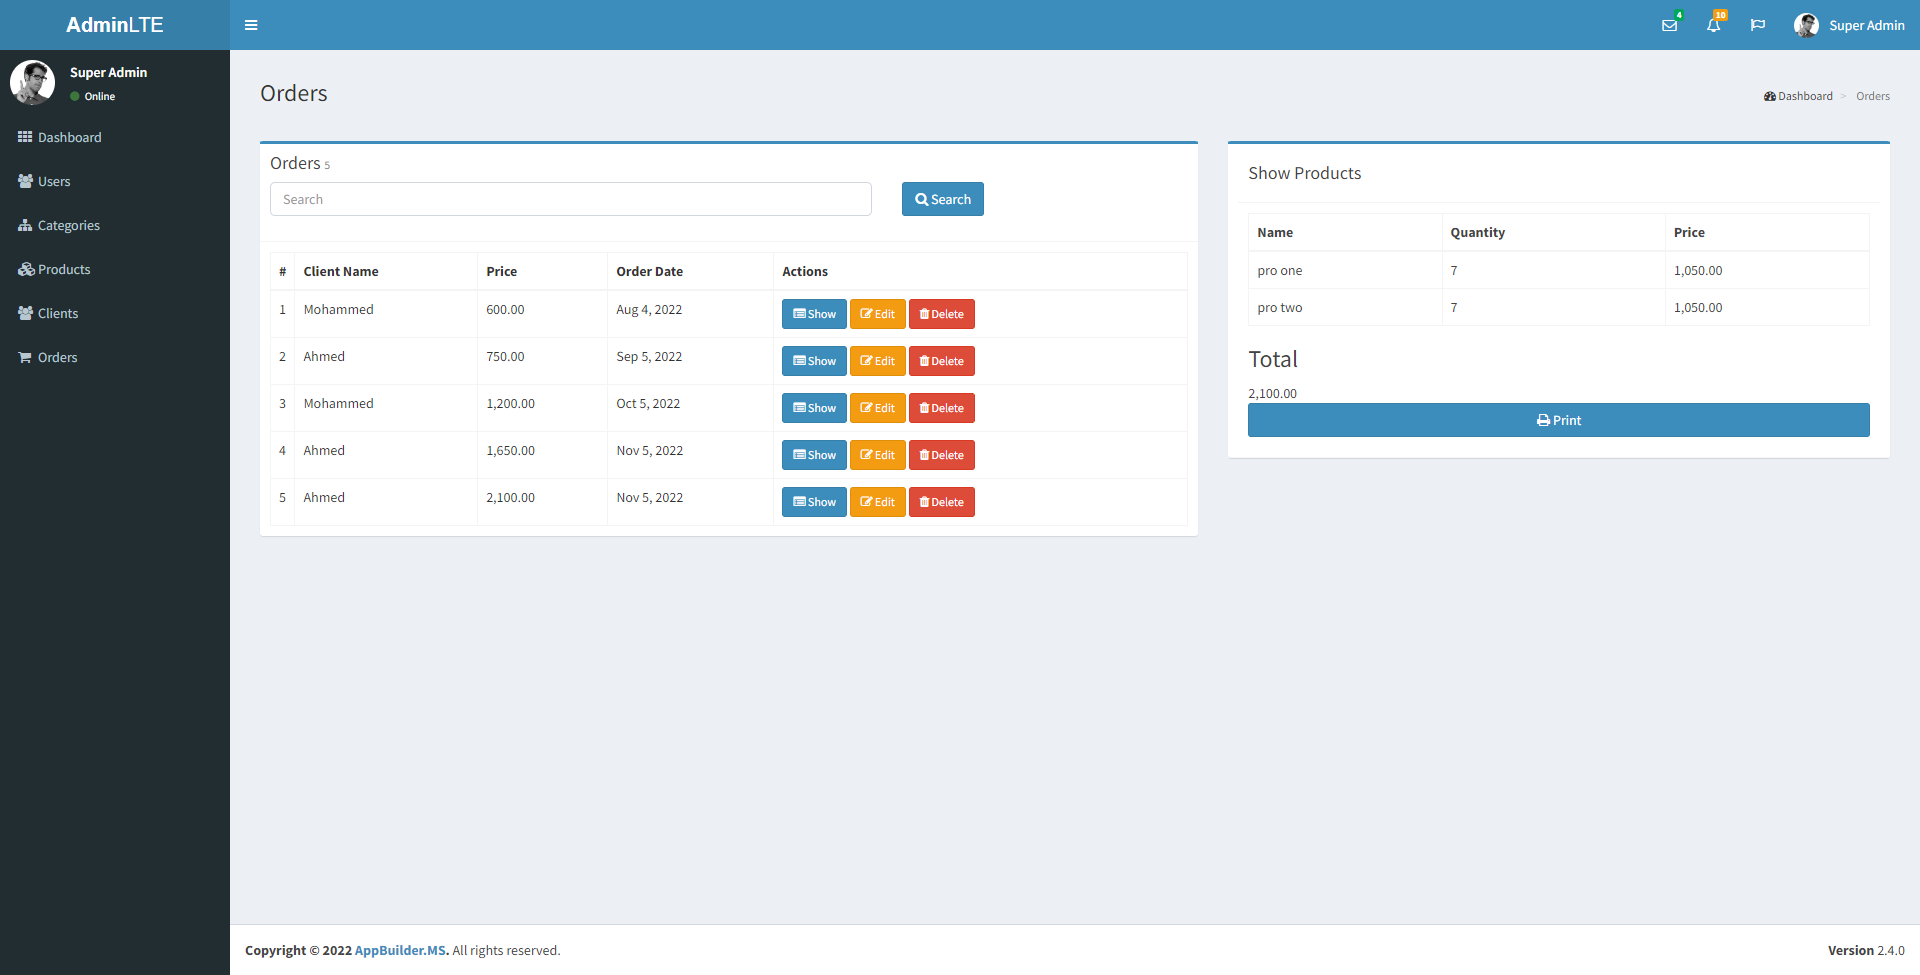 AdminLTE
4
10
Super Admin
Super Admin
Online
Dashboard
Users
Categories
Products
Clients
Orders
Orders
Dashboard > Orders
Orders 5
Search
Search
# Client Name Price Order Date Actions
1 Mohammed 600.00 Aug 4, 2022 Show Edit Delete
2 Ahmed 750.00 Sep 5, 2022 Show Edit Delete
3 Mohammed 1,200.00 Oct 5, 2022 Show Edit Delete
4 Ahmed 1,650.00 Nov 5, 2022 Show Edit Delete
5 Ahmed 2,100.00 Nov 5, 2022 Show Edit Delete
Show Products
Name Quantity Price
pro one 7 1,050.00
pro two 7 1,050.00
Total
2,100.00
Print
Copyright © 2022 AppBuilder.MS. All rights reserved.
Version 2.4.0